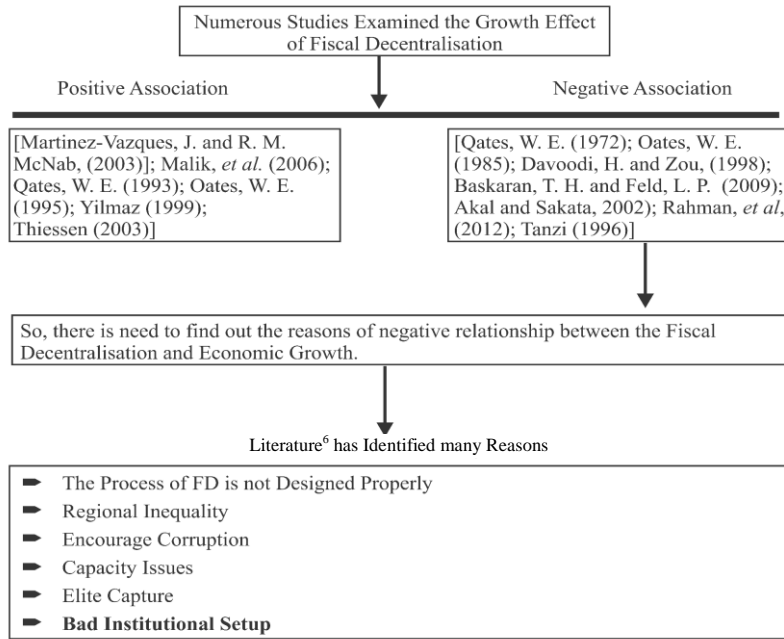 Numerous Studies Examined the Growth Effect
of Fiscal Decentralisation
Positive Association
Negative Association
[Martinez-Vazques, J. and R. M.
McNab, (2003)]; Malik, et al. (2006);
Qates, W. E. (1993); Oates, W. E.
(1995); Yilmaz (1999);
Thiessen (2003)]
[Qates, W. E. (1972); Oates, W. E.
(1985); Davoodi, H. and Zou, (1998);
Baskaran, T. H. and Feld, L. P. (2009);
Akal and Sakata, 2002); Rahman, et al,
(2012); Tanzi (1996)]
So, there is need to find out the reasons of negative relationship between the Fiscal
Decentralisation and Economic Growth.
Literature⁶ has Identified many Reasons
The Process of FD is not Designed Properly
Regional Inequality
Encourage Corruption
Capacity Issues
Elite Capture
Bad Institutional Setup